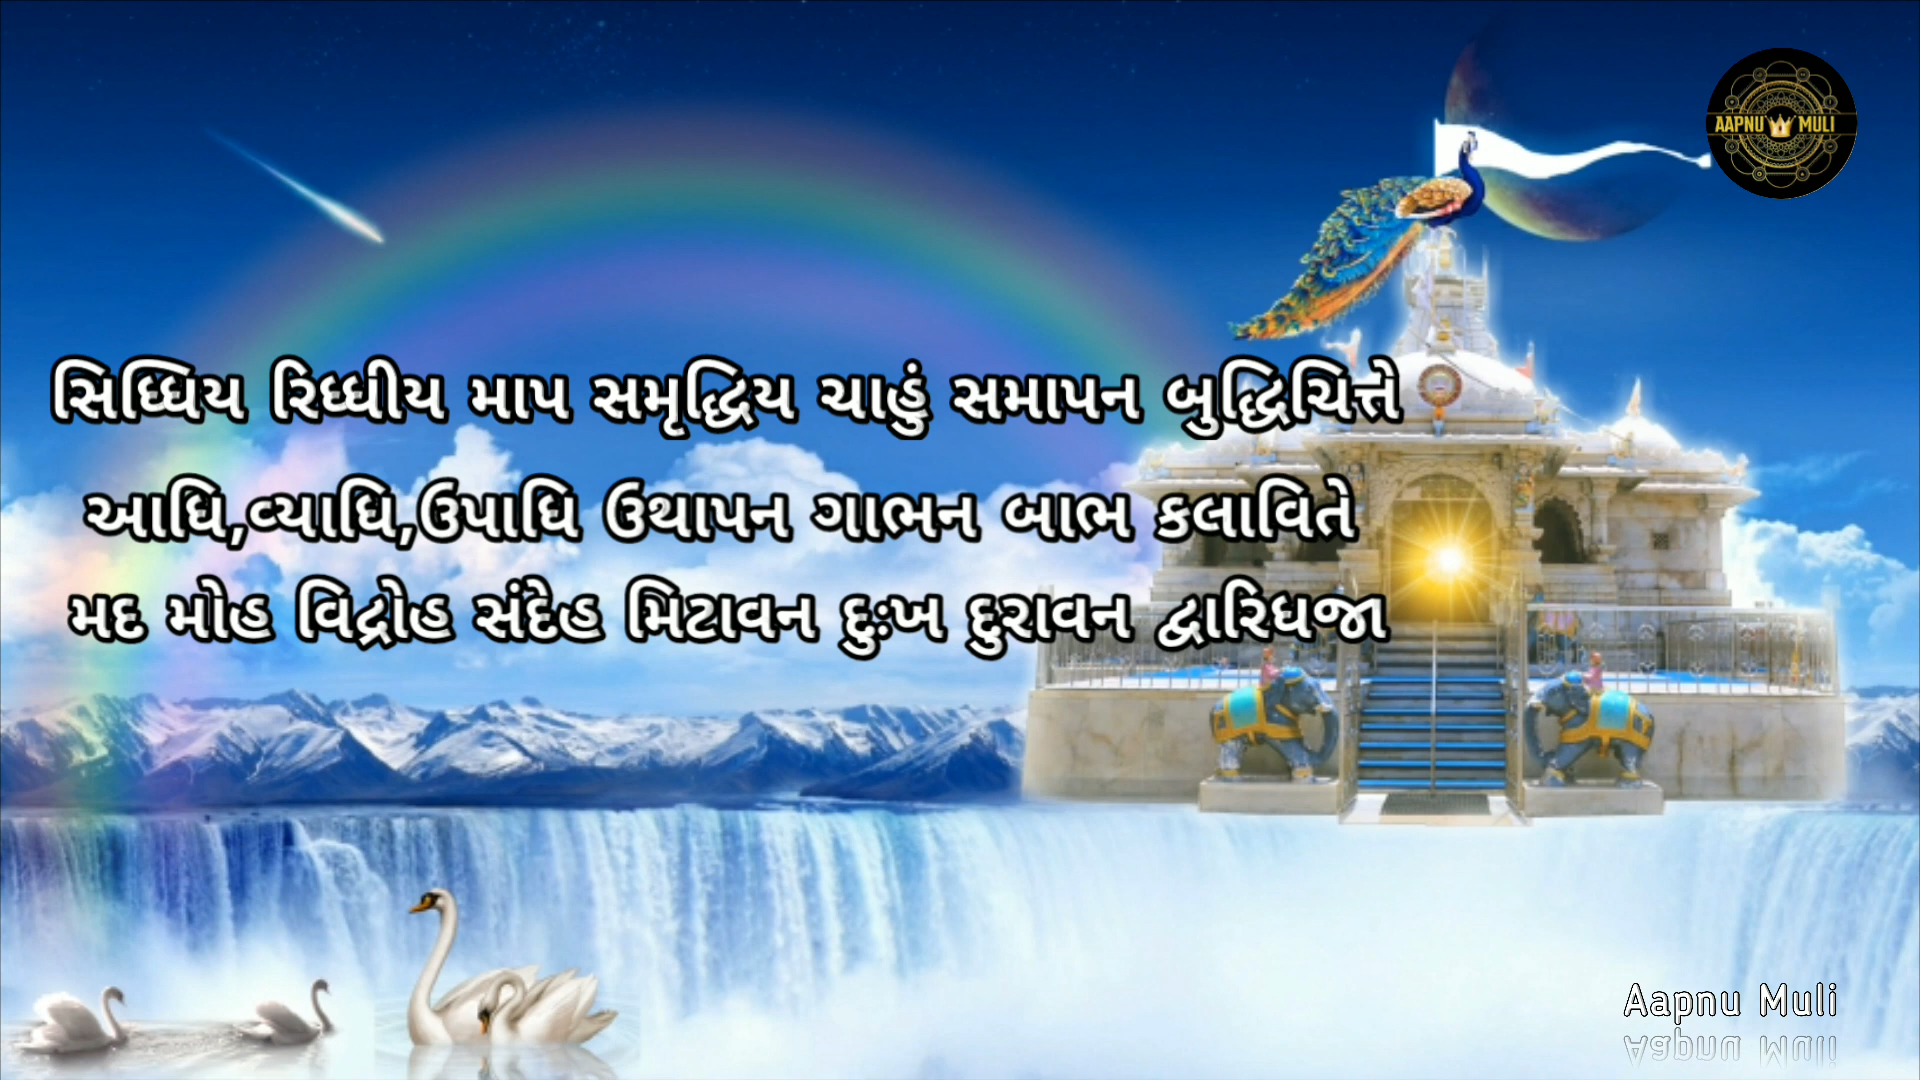 AAPNU MULI
સિધ્ધિય રિધ્ધીય માપ સમૃદ્ધિય ચાહું સમાપન બુદ્ધિચિત્તે
આધિ,વ્યાધિ,ઉપાધિ ઉથાપન ગાભન બાભ કલાવિતે
મદ મોહ વિદ્રોહ સંદેહ મિટાવન દુઃખ દુરાવન દ્વારિધજા
Aapnu Muli